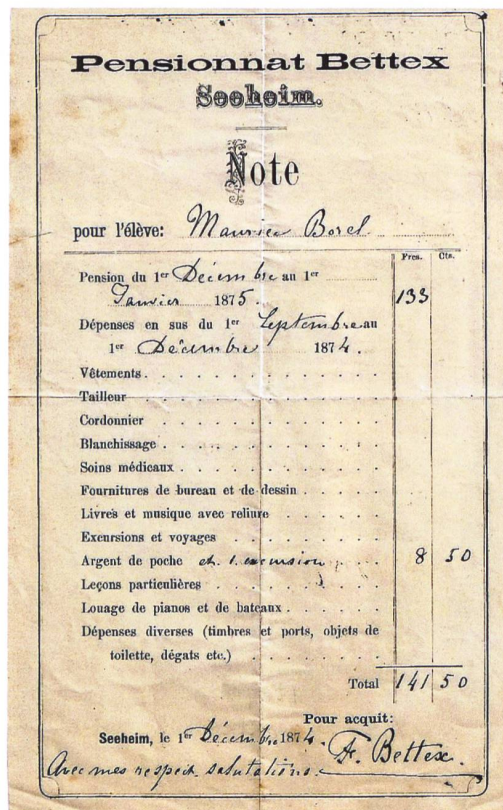 Pensionnat Bettex
Seeheim.
Note
pour l'élève: Maurice Borel
Frcs. Cts.
Pension du 1er Décembre au 1er
Janvier 1875. 133
Dépenses en sus du 1er Septembre au
1er Décembre 1874.
Vêtements
Tailleur
Cordonnier
Blanchissage
Soins médicaux
Fournitures de bureau et de dessin
Livres et musique avec reliure
Excursions et voyages
Argent de poche et 1 excursion 8 50
Leçons particulières
Louage de pianos et de bateaux
Dépenses diverses (timbres et ports, objets de
toilette, dégats etc.)
Total 141 50
Pour acquit:
Seeheim, le 1er Décembre 1874. F. Bettex.
Avec mes respect. salutations.